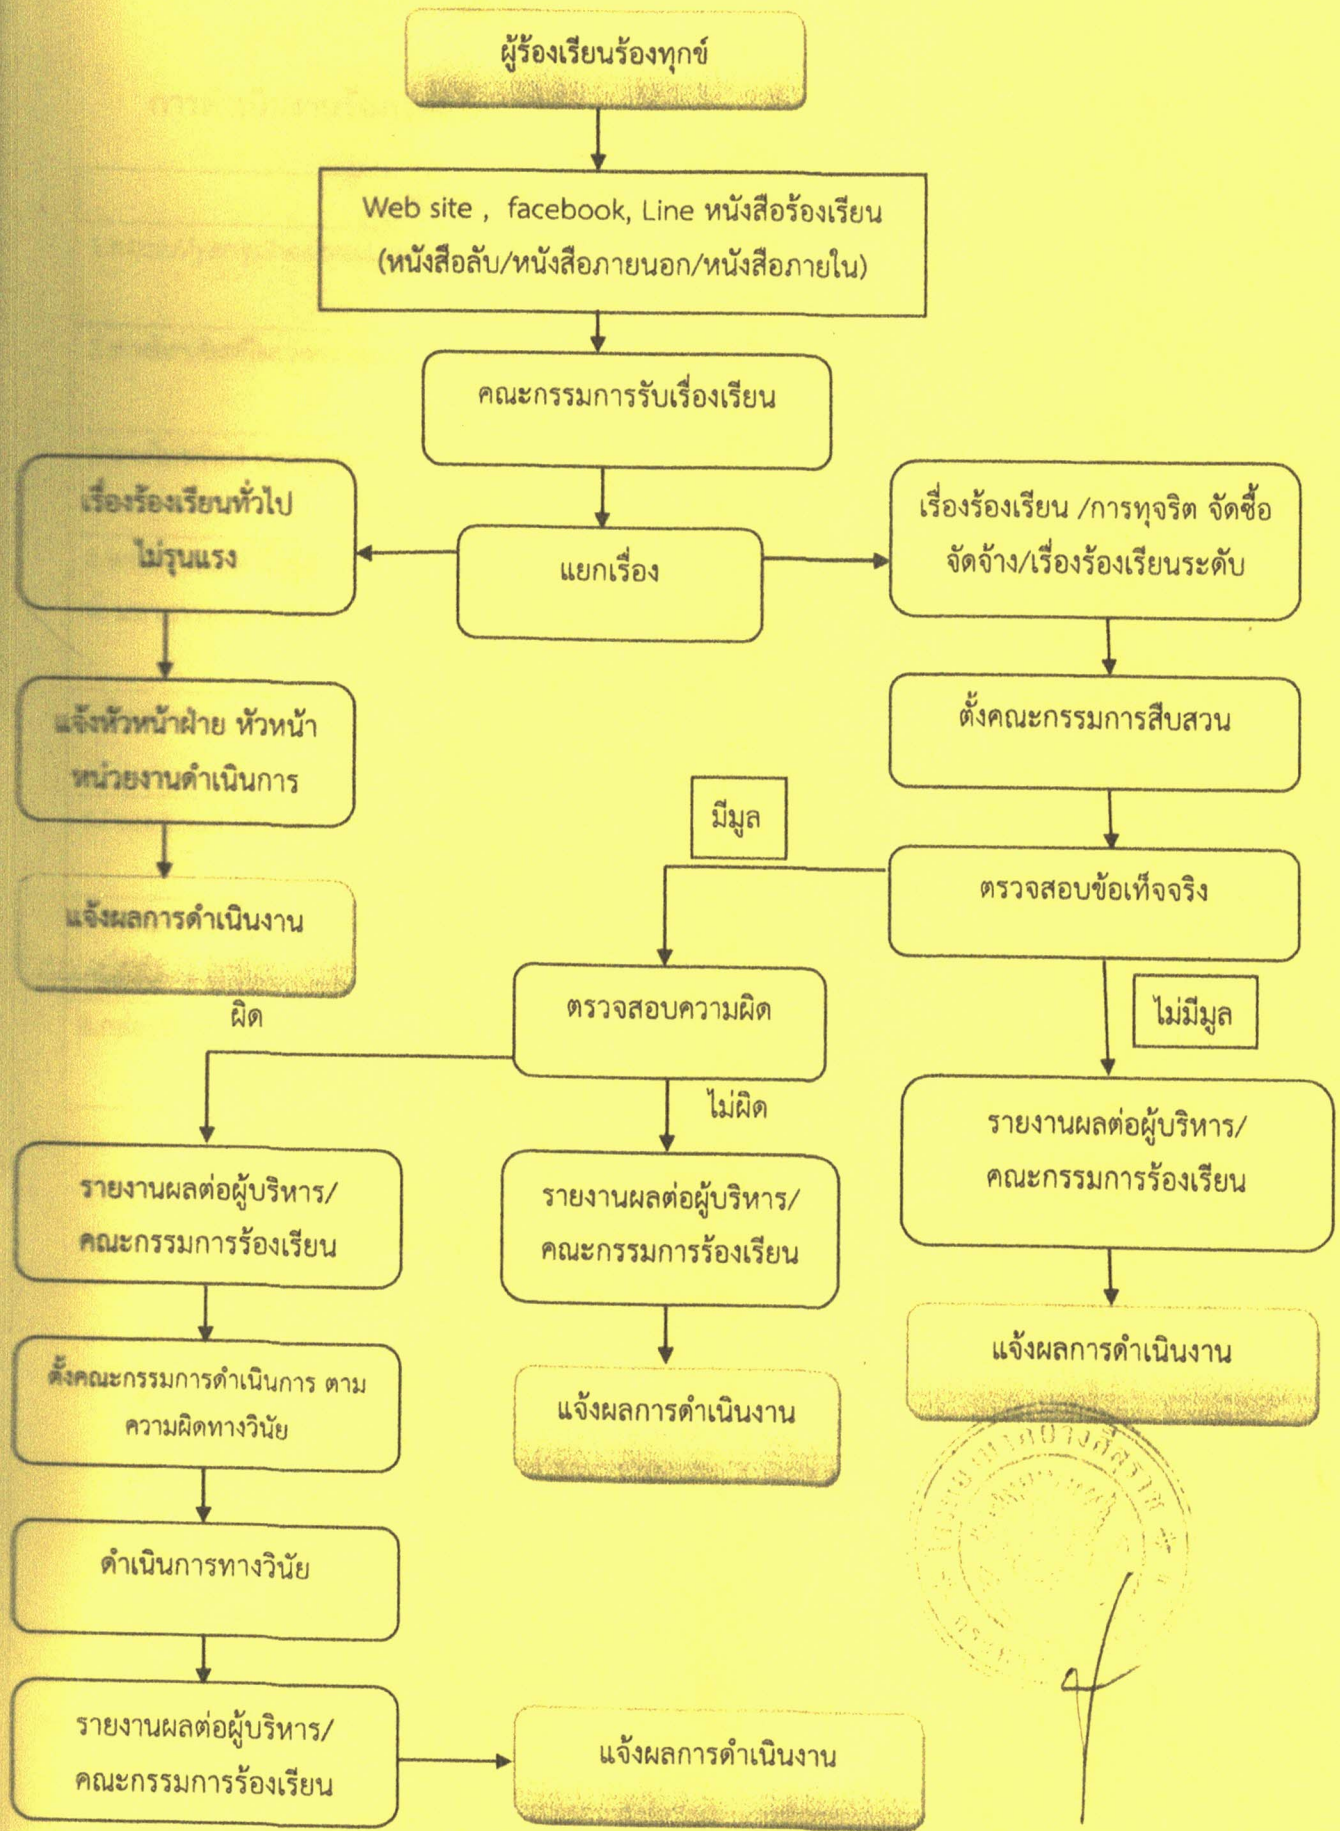 ผู้ร้องเรียนร้องทุกข์
Web site , facebook, Line หนังสือร้องเรียน
(หนังสือลับ/หนังสือภายนอก/หนังสือภายใน)
คณะกรรมการรับเรื่องเรียน
แยกเรื่อง
เรื่องร้องเรียนทั่วไป
ไม่รุนแรง
แจ้งหัวหน้าฝ่าย หัวหน้า
หน่วยงานดำเนินการ
แจ้งผลการดำเนินงาน
เรื่องร้องเรียน /การทุจริต จัดซื้อ
จัดจ้าง/เรื่องร้องเรียนระดับ
ตั้งคณะกรรมการสืบสวน
ตรวจสอบข้อเท็จจริง
มีมูล
ไม่มีมูล
รายงานผลต่อผู้บริหาร/
คณะกรรมการร้องเรียน
แจ้งผลการดำเนินงาน
ตรวจสอบความผิด
ไม่ผิด
รายงานผลต่อผู้บริหาร/
คณะกรรมการร้องเรียน
แจ้งผลการดำเนินงาน
ผิด
รายงานผลต่อผู้บริหาร/
คณะกรรมการร้องเรียน
ตั้งคณะกรรมการดำเนินการ ตาม
ความผิดทางวินัย
ดำเนินการทางวินัย
รายงานผลต่อผู้บริหาร/
คณะกรรมการร้องเรียน
แจ้งผลการดำเนินงาน